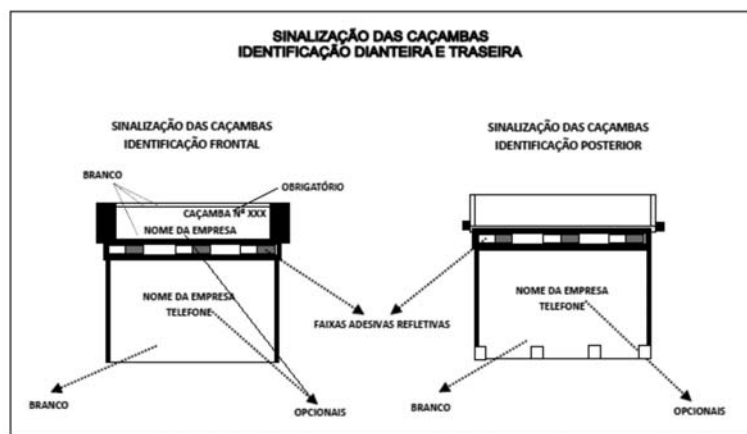 SINALIZAÇÃO DAS CAÇAMBAS
IDENTIFICAÇÃO DIANTEIRA E TRASEIRA
SINALIZAÇÃO DAS CAÇAMBAS
IDENTIFICAÇÃO FRONTAL
BRANCO
OBRIGATÓRIO
CAÇAMBA Nº XXX
NOME DA EMPRESA
NOME DA EMPRESA
TELEFONE
BRANCO
OPCIONAIS
FAIXAS ADESIVAS REFLETIVAS
SINALIZAÇÃO DAS CAÇAMBAS
IDENTIFICAÇÃO POSTERIOR
NOME DA EMPRESA
TELEFONE
BRANCO
OPCIONAIS